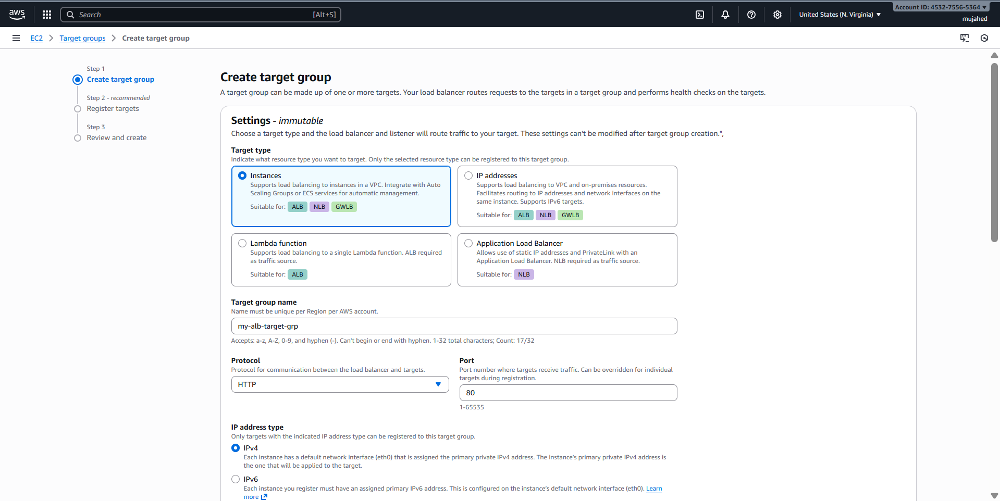 aws
Search
[Alt+S]
United States (N. Virginia)
Account ID: 4532-7556-5364
mujahed
EC2
Target groups
Create target group
Step 1
Create target group
Step 2 - recommended
Register targets
Step 3
Review and create
Create target group
A target group can be made up of one or more targets. Your load balancer routes requests to the targets in a target group and performs health checks on the targets.
Settings - immutable
Choose a target type and the load balancer and listener will route traffic to your target. These settings can't be modified after target group creation.",
Target type
Indicate what resource type you want to target. Only the selected resource type can be registered to this target group.
Instances
Supports load balancing to instances in a VPC. Integrate with Auto
Scaling Groups or ECS services for automatic management.
Suitable for: ALB NLB GWLB
IP addresses
Supports load balancing to VPC and on-premises resources.
Facilitates routing to IP addresses and network interfaces on the
same instance. Supports IPv6 targets.
Suitable for: ALB NLB GWLB
Lambda function
Supports load balancing to a single Lambda function. ALB required
as traffic source.
Suitable for: ALB
Application Load Balancer
Allows use of static IP addresses and PrivateLink with an
Application Load Balancer. NLB required as traffic source.
Suitable for: NLB
Target group name
Name must be unique per Region per AWS account.
my-alb-target-grp
Accepts: a-z, A-Z, 0-9, and hyphen (-). Can't begin or end with hyphen. 1-32 total characters; Count: 17/32
Protocol
Protocol for communication between the load balancer and targets.
HTTP
Port
Port number where targets receive traffic. Can be overridden for individual
targets during registration.
80
1-65535
IP address type
Only targets with the indicated IP address type can be registered to this target group.
IPv4
Each instance has a default network interface (eth0) that is assigned the primary private IPv4 address. The instance's primary private IPv4 address is
the one that will be applied to the target.
IPv6
Each instance you register must have an assigned primary IPv6 address. This is configured on the instance's default network interface (eth0). Learn
more